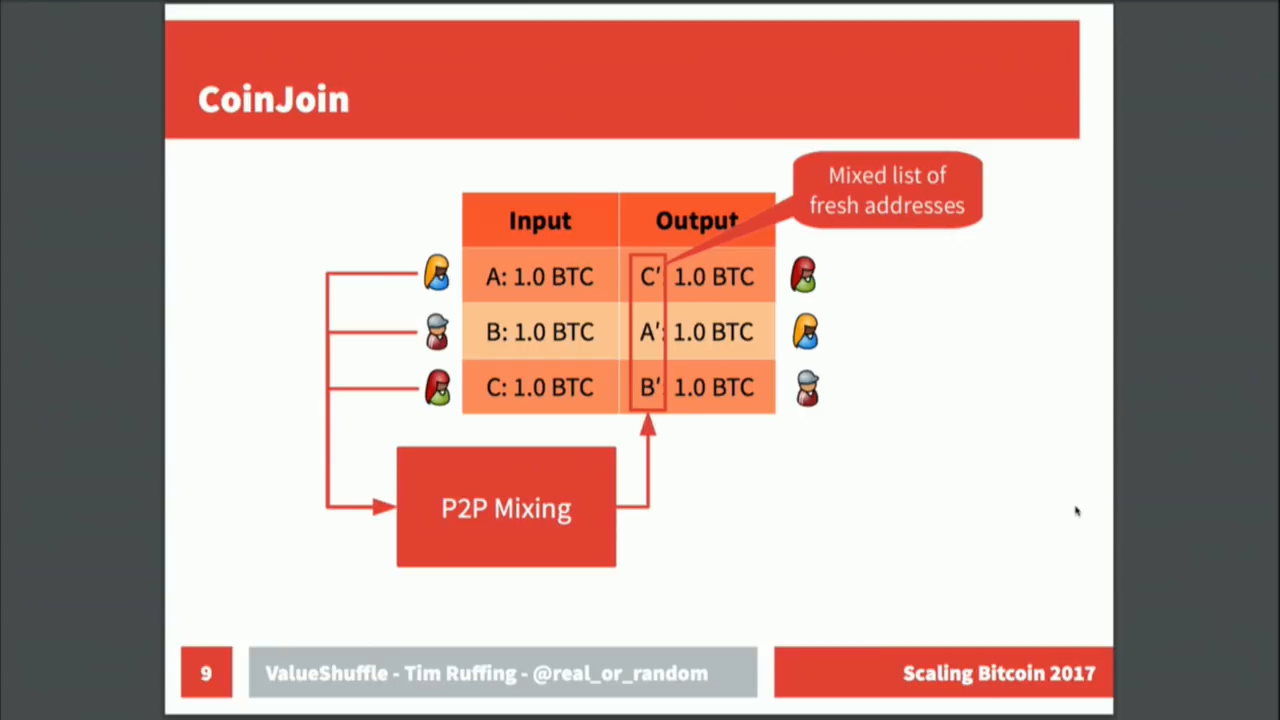 CoinJoin
Mixed list of
fresh addresses
Input
Output
A: 1.0 BTC
C': 1.0 BTC
B: 1.0 BTC
A': 1.0 BTC
C: 1.0 BTC
B': 1.0 BTC
P2P Mixing
9
ValueShuffle - Tim Ruffing - @real_or_random
Scaling Bitcoin 2017